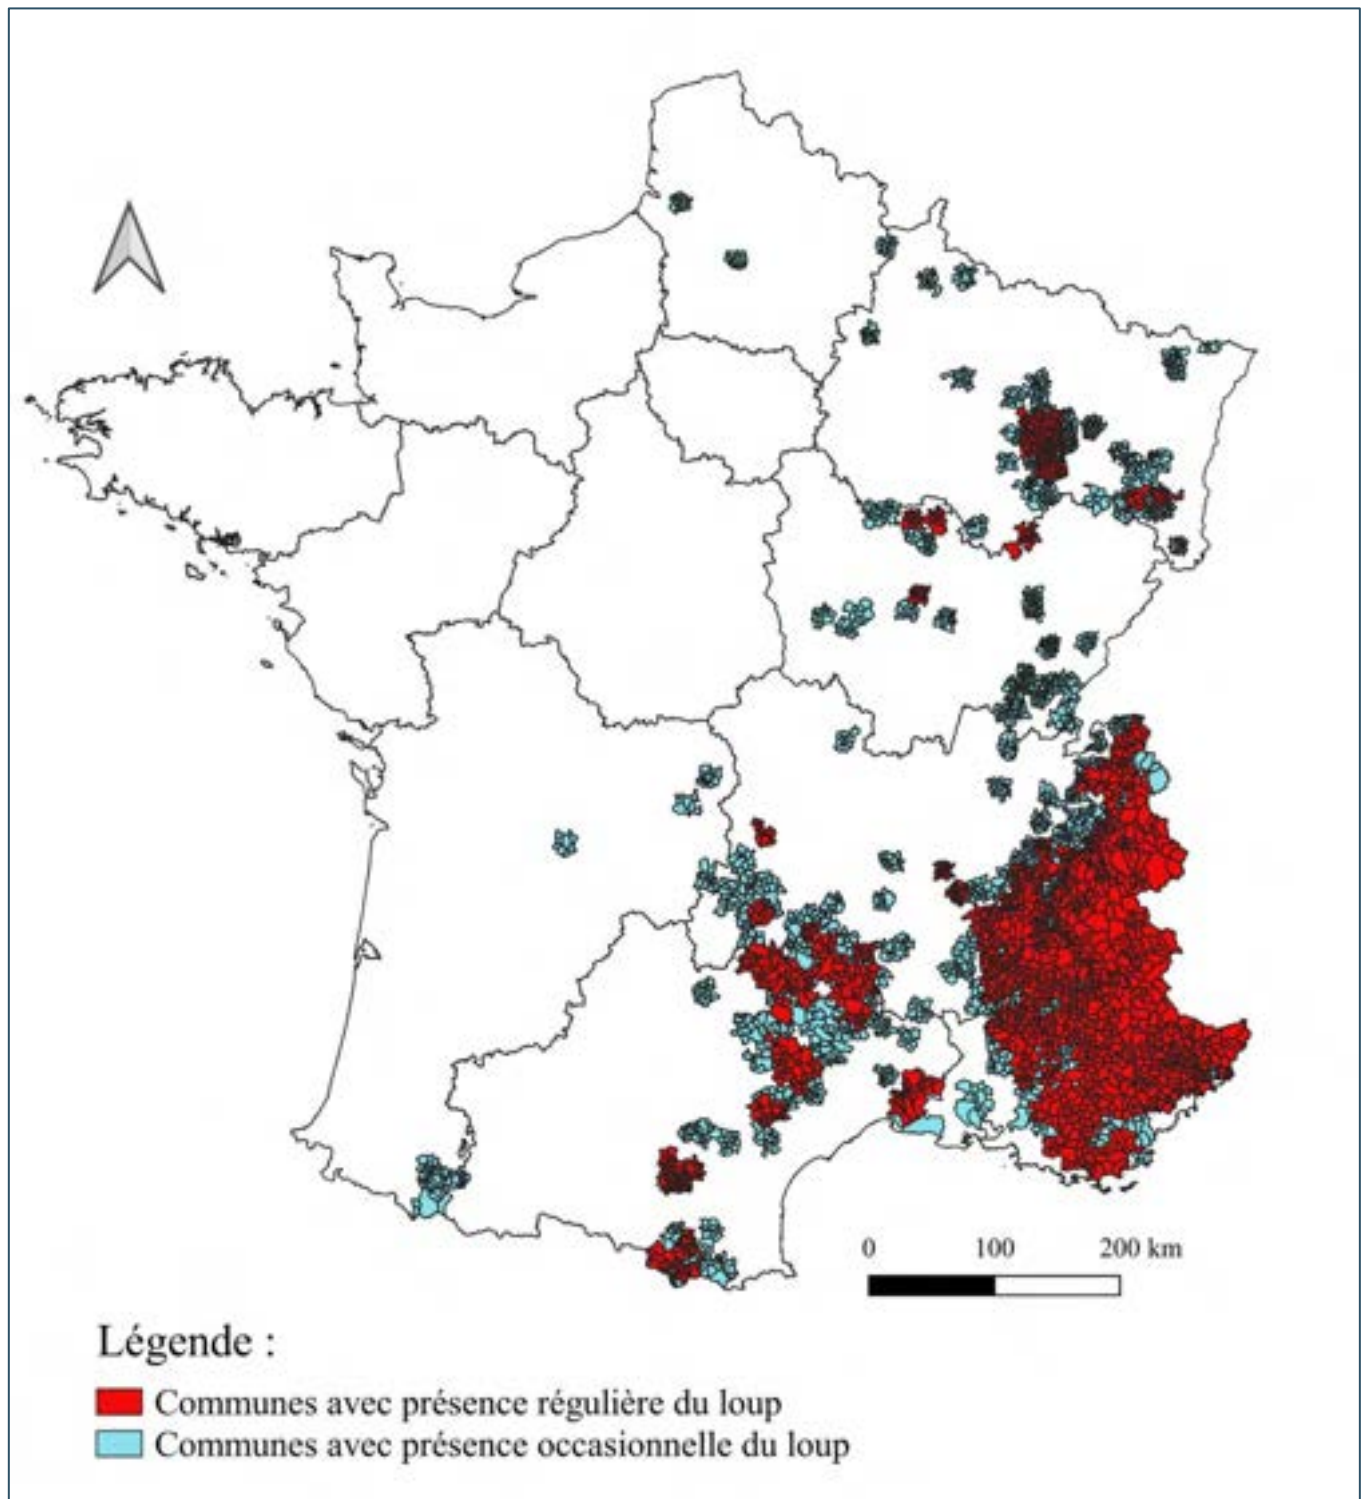 0 100 200 km
Légende :
Communes avec présence régulière du loup
Communes avec présence occasionnelle du loup